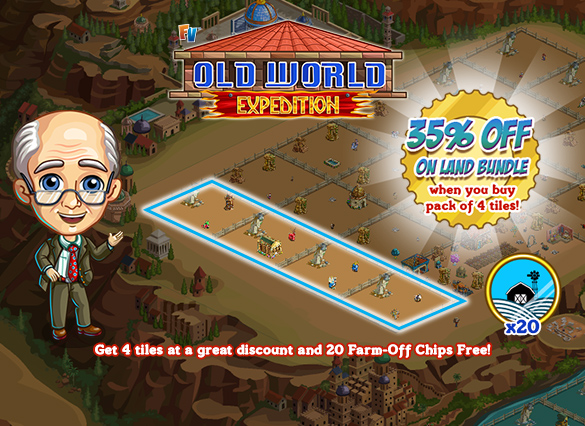 FV
OLD WORLD
EXPEDITION
35% OFF
ON LAND BUNDLE
when you buy
pack of 4 tiles!
x20
Get 4 tiles at a great discount and 20 Farm-Off Chips Free!